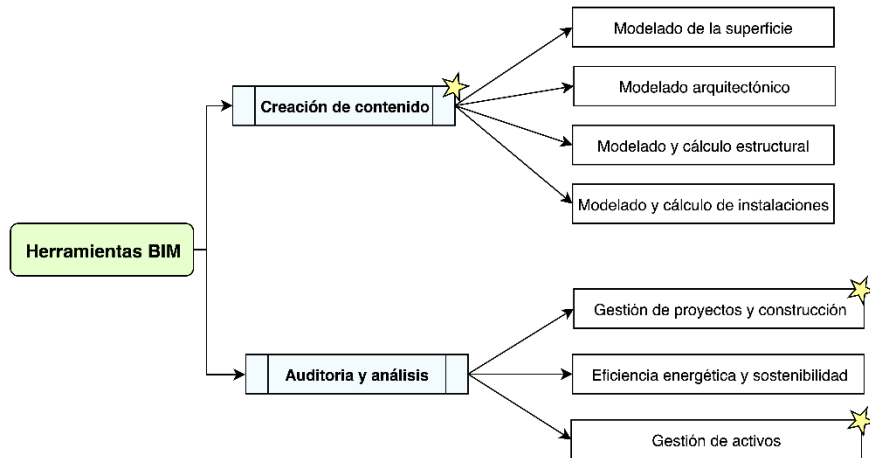 Modelado de la superficie
Creación de contenido
Modelado arquitectónico
Modelado y cálculo estructural
Modelado y cálculo de instalaciones
Herramientas BIM
Gestión de proyectos y construcción
Auditoria y análisis
Eficiencia energética y sostenibilidad
Gestión de activos